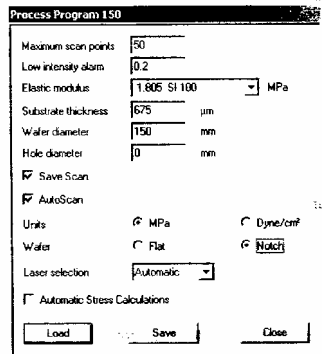 Process Program 150
Maximum scan points 50
Low intensity alarm 0.2
Elastic modulus 1.805 Si 100 MPa
Substrate thickness 675 μm
Wafer diameter 150 mm
Hole diameter 0 mm
Save Scan
AutoScan
Units MPa Dyne/cm²
Wafer Flat Notch
Laser selection Automatic
Automatic Stress Calculations
Load Save Close